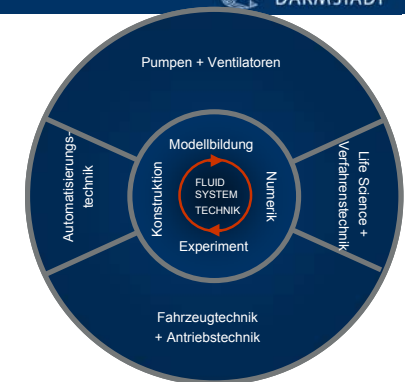 DARMSTADT
Pumpen + Ventilatoren
Automatisierungs-
technik
Modellbildung
Konstruktion
FLUID
SYSTEM
TECHNIK
Numerik
Experiment
Life Science +
Verfahrenstechnik
Fahrzeugtechnik
+ Antriebstechnik